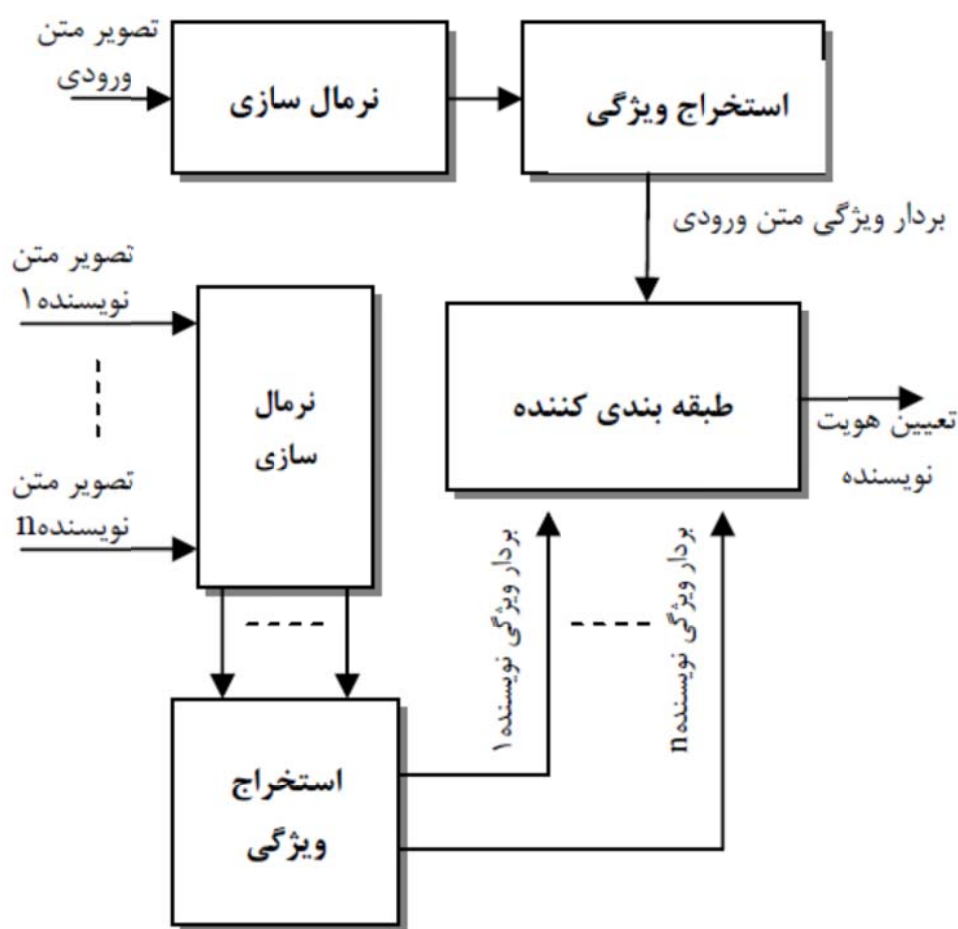 تصویر متن
ورودی
نرمال سازی
استخراج ویژگی
بردار ویژگی متن ورودی
تصویر متن
نویسنده۱
نرمال
سازی
طبقه بندی کننده
تعیین هویت
نویسنده
تصویر متن
نویسندهn
بردار ویژگی نویسنده۱
بردار ویژگی نویسندهn
استخراج
ویژگی